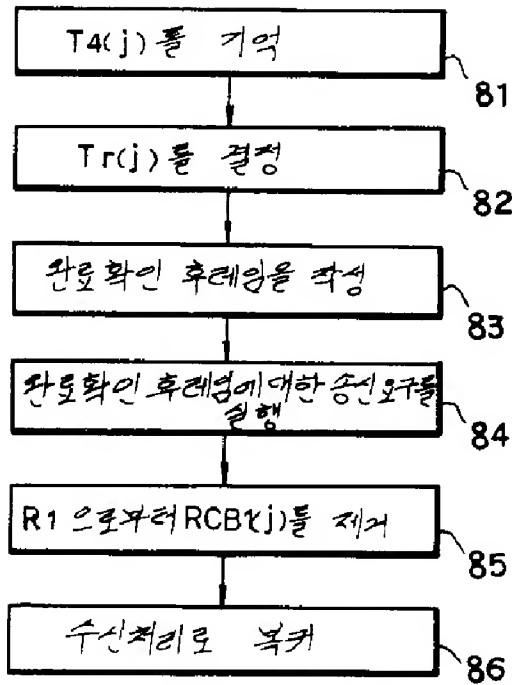 T4(j)를 기억
81
Tr(j)를 결정
82
완료확인 후레임을 작성
83
완료확인 후레임에 대한 송신요구를
실행
84
R1으로부터 RCB1(j)를 제거
85
수신처리로 복귀
86